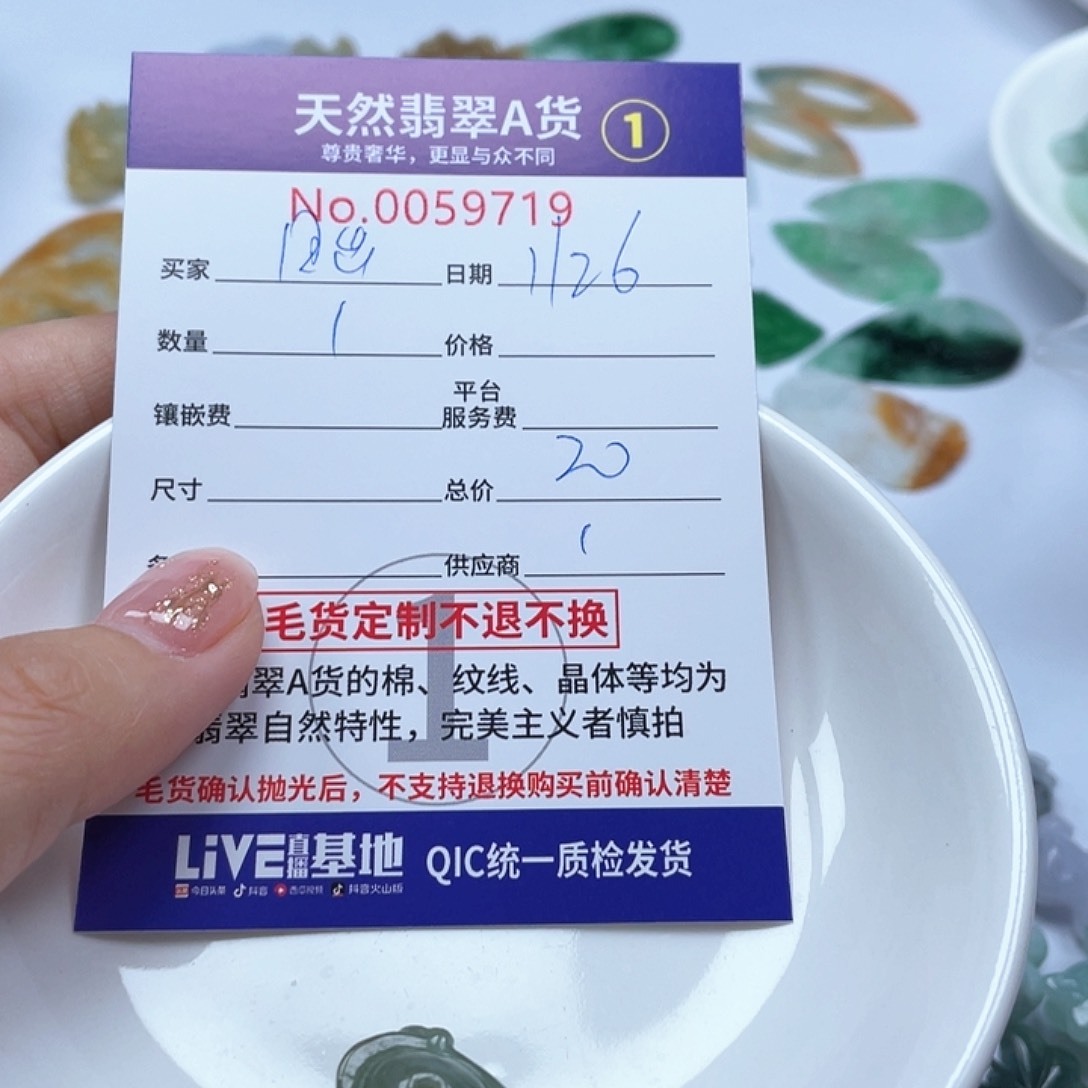 天然翡翠A货 1
尊贵奢华，更显与众不同
No.0059719
买家 日期 1/26
数量 1 价格
镶嵌费 平台服务费
尺寸 总价 20
供应商 1
毛货定制不退不换
1
翡翠A货的棉、纹线、晶体等均为
翡翠自然特性，完美主义者慎拍
毛货确认抛光后，不支持退换购买前确认清楚
LiVE直播基地 QIC统一质检发货
今日头条 抖音 西瓜视频 抖音火山版